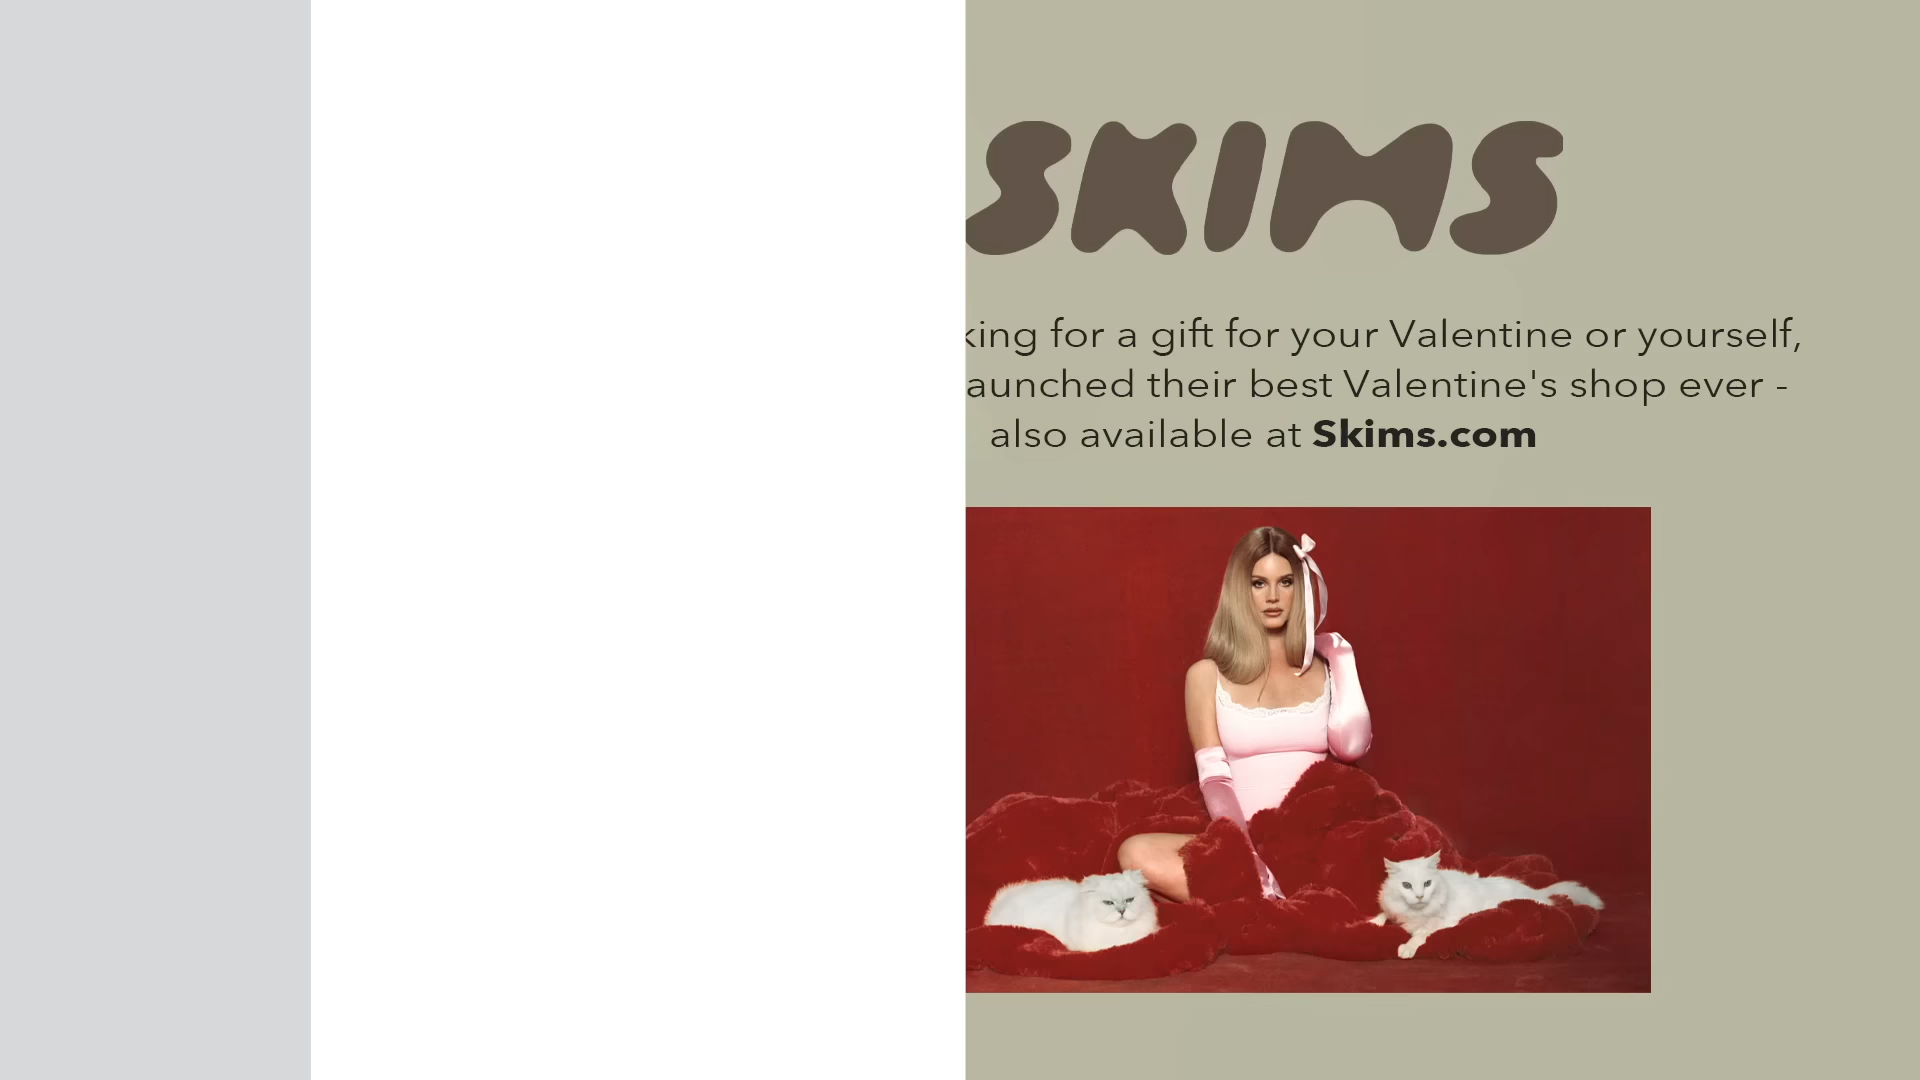 SKIMS
king for a gift for your Valentine or yourself,
aunched their best Valentine's shop ever -
also available at Skims.com